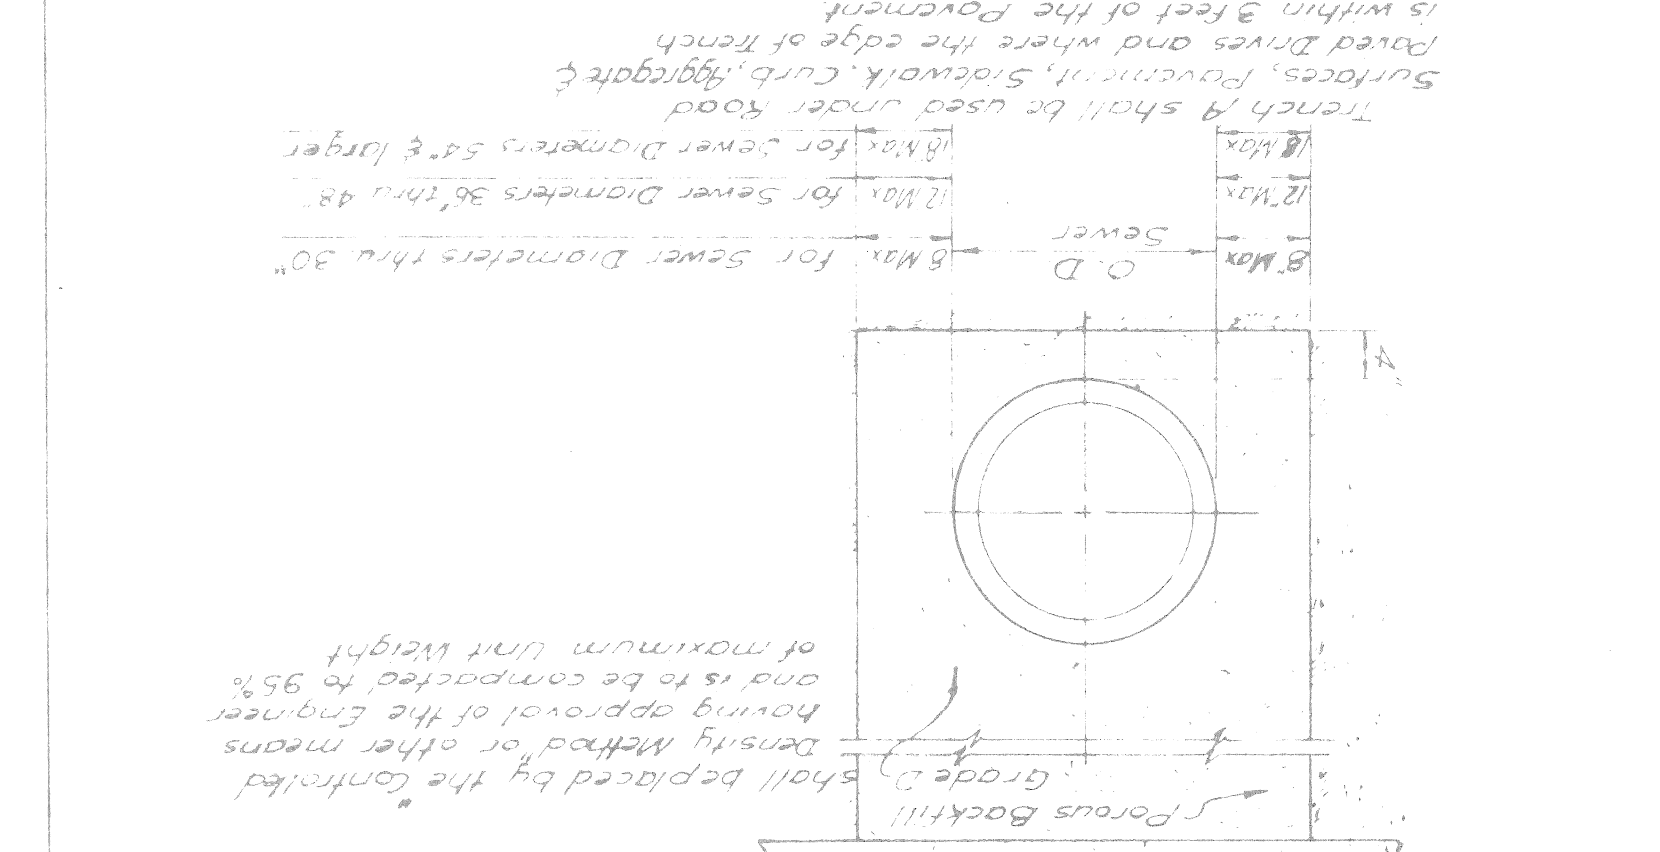 Porous Backfill
Grade 2 shall be placed by the "Controlled
Density Method" or other means
having approval of the Engineer
and is to be compacted to 95%
of maximum Unit Weight
4"
8" Max O.D 8 Max for Sewer Diameters thru 30"
Sewer
12" Max 12 Max for Sewer Diameters 36" thru 48"
18 Max 18 Max for Sewer Diameters 54" & larger
Trench A shall be used under Road
Surfaces, Pavement, Sidewalk, Curb, Aggregate &
Paved Drives and where the edge of Trench
is within 3 feet of the Pavement.